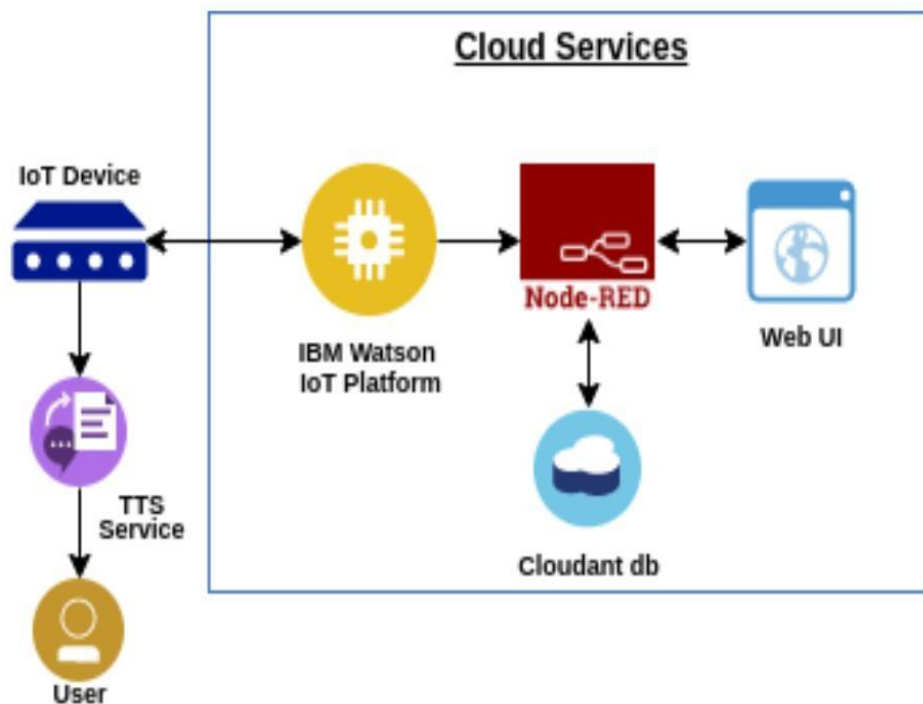 Cloud Services
IoT Device
Node-RED
IBM Watson
IoT Platform
Web UI
TTS
Service
Cloudant db
User